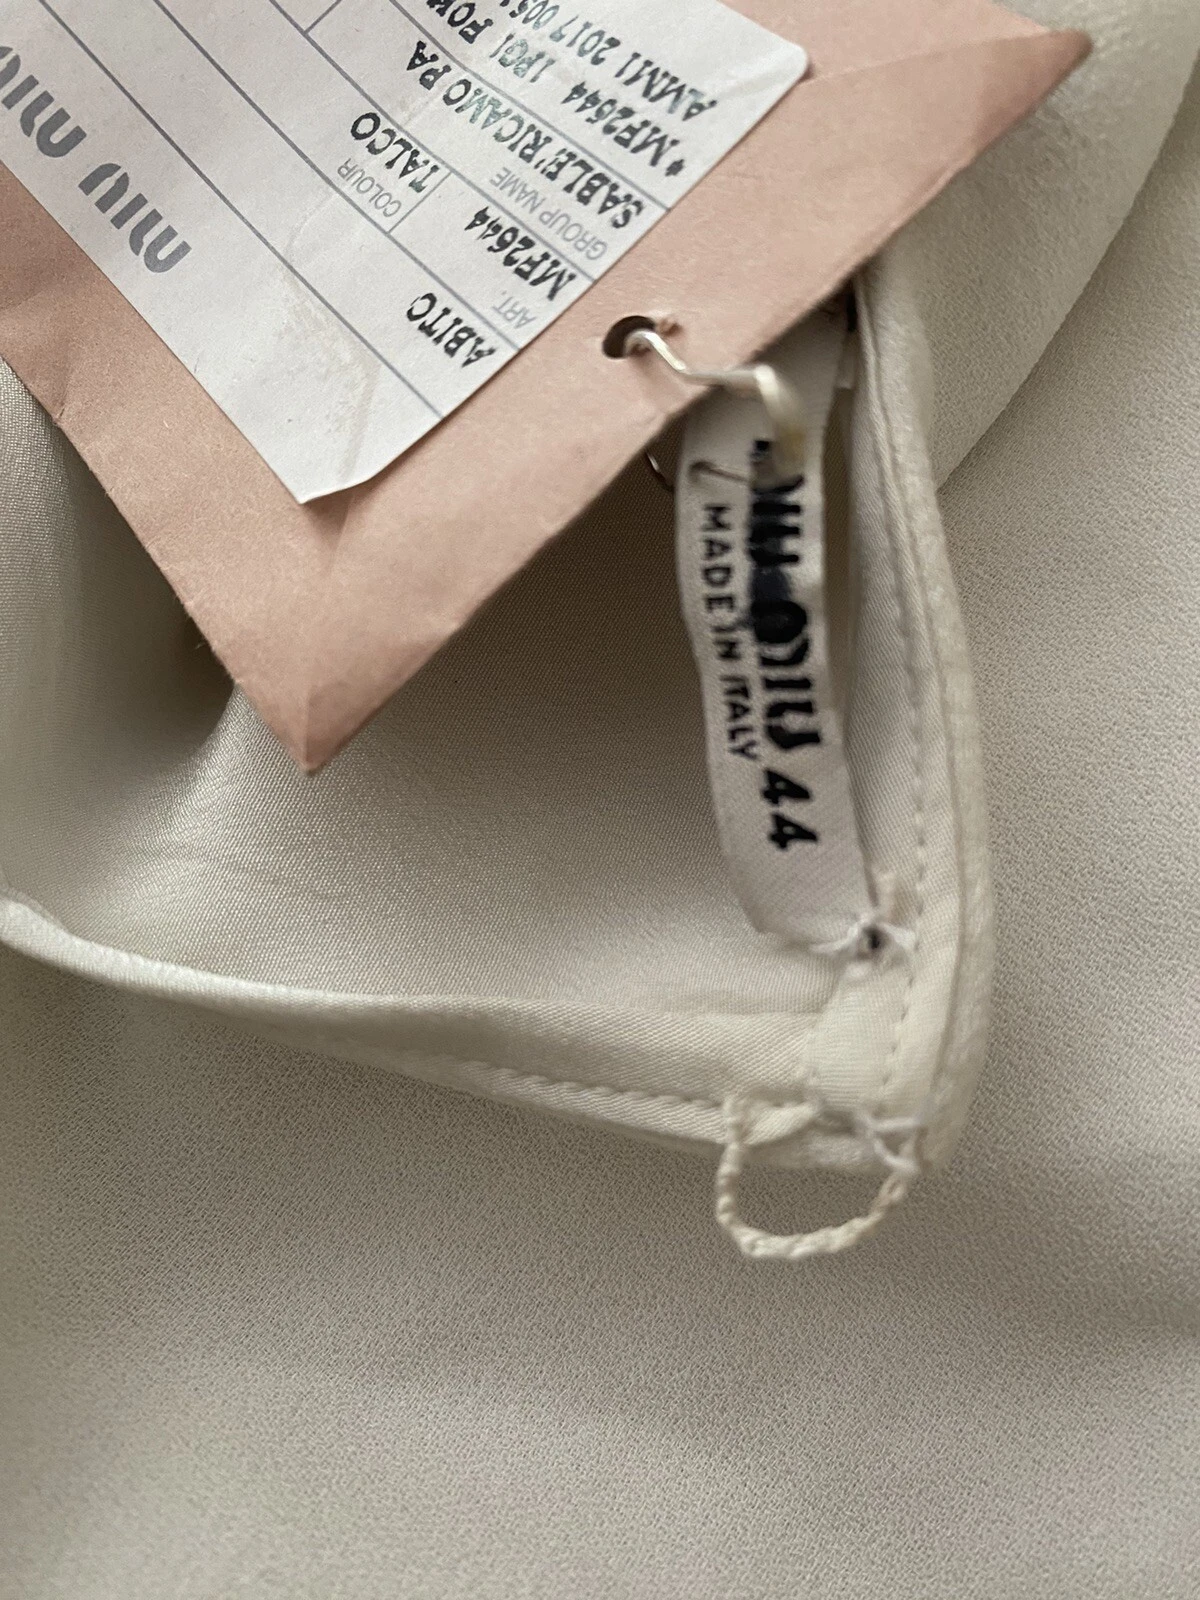 ABITO
ART.
MF2644
COLOUR
TALCO
GROUP NAME
SABLE'RICAMO PA
*MF2644 1PO1
AMM1 2017
MIU MIU
MIU MIU 44
MADE IN ITALY